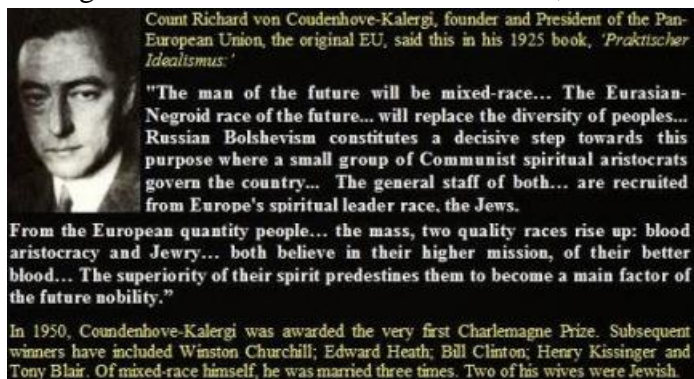 Count Richard von Coudenhove-Kalergi, founder and President of the Pan-
European Union, the original EU, said this in his 1925 book, 'Praktischer
Idealismus:'
"The man of the future will be mixed-race... The Eurasian-
Negroid race of the future... will replace the diversity of peoples...
Russian Bolshevism constitutes a decisive step towards this
purpose where a small group of Communist spiritual aristocrats
govern the country... The general staff of both... are recruited
from Europe's spiritual leader race, the Jews.
From the European quantity people... the mass, two quality races rise up: blood
aristocracy and Jewry... both believe in their higher mission, of their better
blood... The superiority of their spirit predestines them to become a main factor of
the future nobility."
In 1950, Coundenhove-Kalergi was awarded the very first Charlemagne Prize. Subsequent
winners have included Winston Churchill; Edward Heath; Bill Clinton; Henry Kissinger and
Tony Blair. Of mixed-race himself, he was married three times. Two of his wives were Jewish.